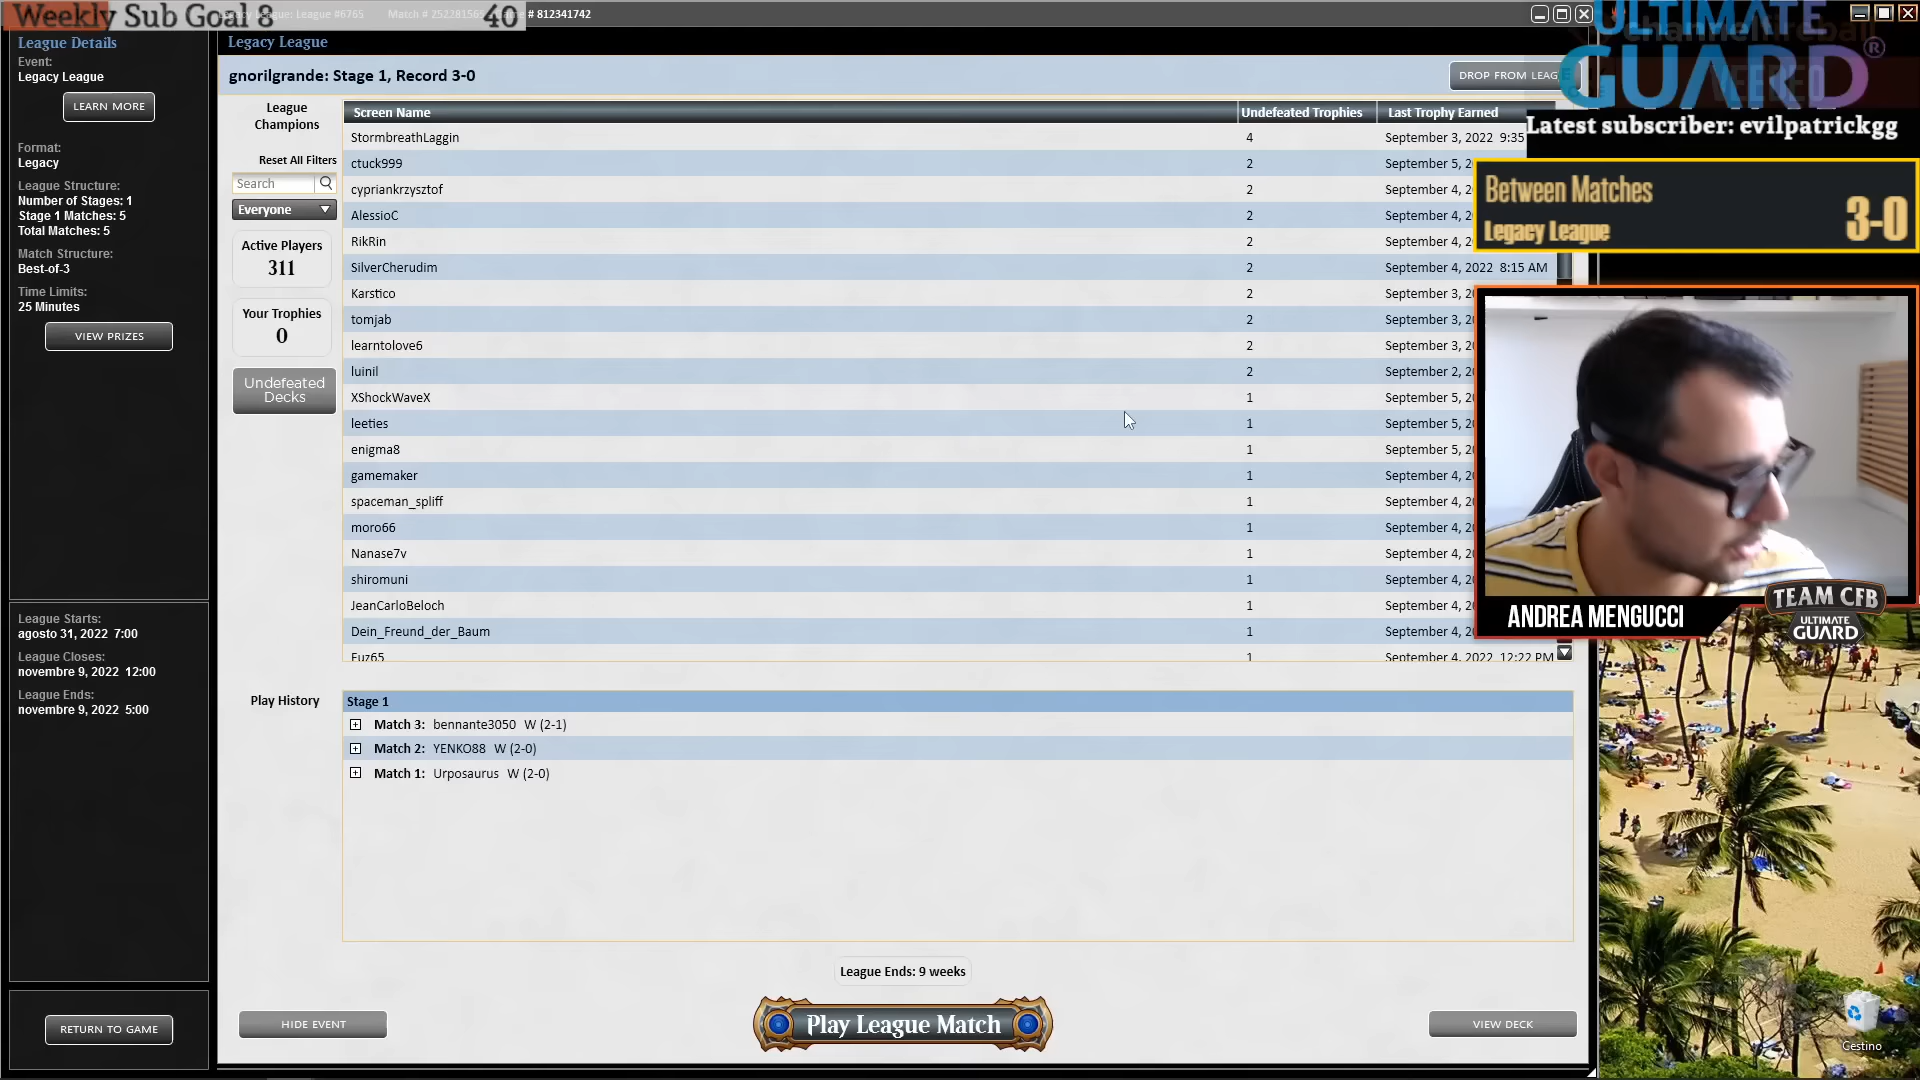 Weekly Sub Goal 8 40
Legacy League: League #6765 # 812341742
League Details
Event:
Legacy League
LEARN MORE
Format:
Legacy
League Structure:
Number of Stages: 1
Stage 1 Matches: 5
Total Matches: 5
Match Structure:
Best-of-3
Time Limits:
25 Minutes
VIEW PRIZES
League Starts:
agosto 31, 2022 7:00
League Closes:
novembre 9, 2022 12:00
League Ends:
novembre 9, 2022 5:00
RETURN TO GAME
Legacy League
gnorilgrande: Stage 1, Record 3-0
DROP FROM LEAG
League
Champions
Reset All Filters
Search
Everyone
Active Players
311
Your Trophies
0
Undefeated
Decks
Screen Name Undefeated Trophies Last Trophy Earned
StormbreathLaggin 4 September 3, 2022 9:35
ctuck999 2 September 5, 2
cypriankrzysztof 2 September 4, 2
AlessioC 2 September 4, 2
RikRin 2 September 4, 2
SilverCherudim 2 September 4, 2022 8:15 AM
Karstico 2 September 3, 2
tomjab 2 September 3, 2
learntolove6 2 September 3, 2
luinil 2 September 2, 2
XShockWaveX 1 September 5, 2
leeties 1 September 5, 2
enigma8 1 September 5, 2
gamemaker 1 September 4, 2
spaceman_spliff 1 September 4, 2
moro66 1 September 4, 2
Nanase7v 1 September 4, 2
shiromuni 1 September 4, 2
JeanCarloBeloch 1 September 4, 2
Dein_Freund_der_Baum 1 September 4, 2
Fuz65 1 September 4, 2022 12:22 PM
Play History
Stage 1
Match 3: bennante3050 W (2-1)
Match 2: YENKO88 W (2-0)
Match 1: Urposaurus W (2-0)
League Ends: 9 weeks
HIDE EVENT
Play League Match
VIEW DECK
ULTIMATE
GUARD®
Latest subscriber: evilpatrickgg
Between Matches
Legacy League
3-0
ANDREA MENGUCCI
TEAM CFB
ULTIMATE
GUARD
Cestino